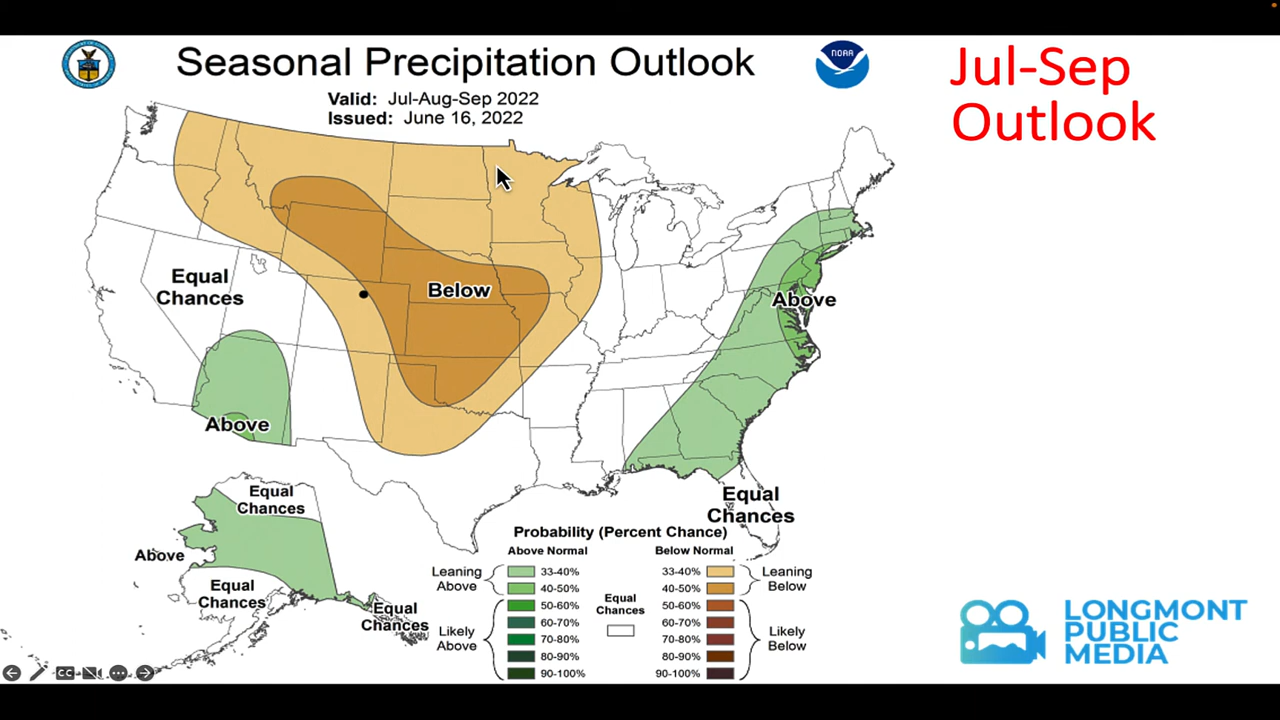 Seasonal Precipitation Outlook
NOAA
Valid: Jul-Aug-Sep 2022
Issued: June 16, 2022
Jul-Sep
Outlook
Equal
Chances
Below
Above
Above
Equal
Chances
Above
Equal
Chances
Equal
Chances
Equal
Chances
Probability (Percent Chance)
Above Normal
Below Normal
Leaning
Above
33-40%
40-50%
50-60%
60-70%
70-80%
80-90%
90-100%
Likely
Above
Equal
Chances
33-40%
40-50%
50-60%
60-70%
70-80%
80-90%
90-100%
Leaning
Below
Likely
Below
LONGMONT
PUBLIC
MEDIA
CC